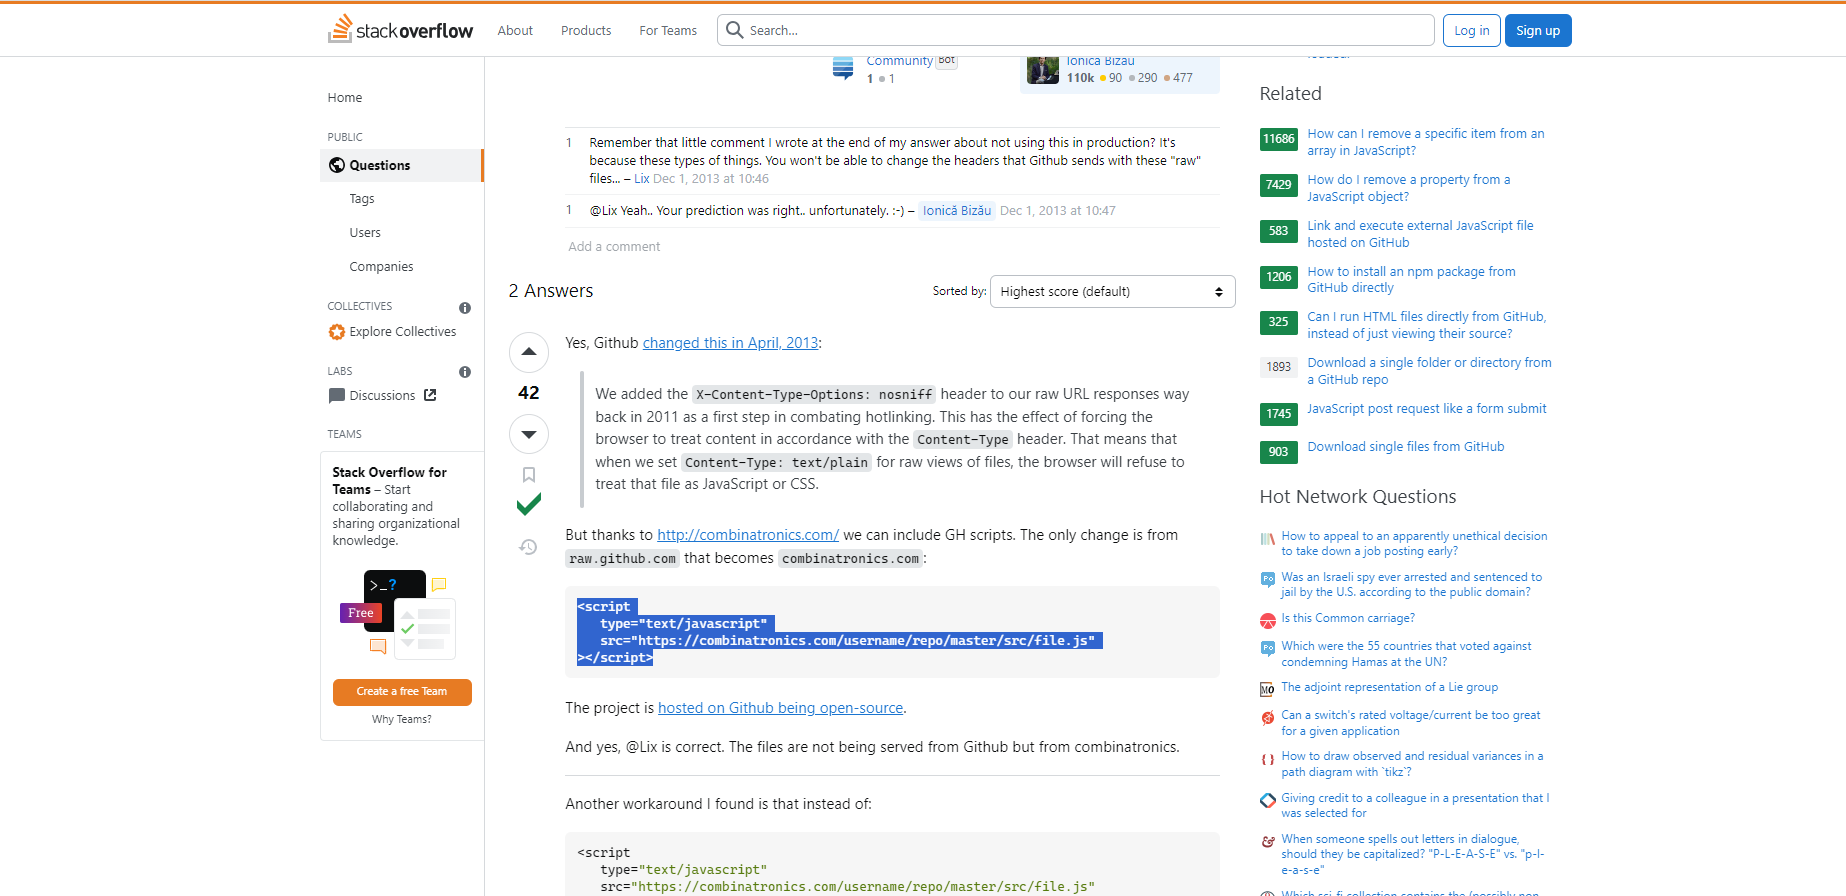 stackoverflow
About
Products
For Teams
Search...
Log in
Sign up
Home
PUBLIC
Questions
Tags
Users
Companies
COLLECTIVES
Explore Collectives
LABS
Discussions
TEAMS
Stack Overflow for
Teams – Start
collaborating and
sharing organizational
knowledge.
>_?
Free
Create a free Team
Why Teams?
Community Bot
1 ● 1
Ionică Bizău
110k ● 90 ● 290 ● 477
1 Remember that little comment I wrote at the end of my answer about not using this in production? It's
because these types of things. You won't be able to change the headers that Github sends with these "raw"
files... – Lix Dec 1, 2013 at 10:46
1 @Lix Yeah.. Your prediction was right.. unfortunately. :-) – Ionică Bizău Dec 1, 2013 at 10:47
Add a comment
2 Answers
Sorted by: Highest score (default)
42
Yes, Github changed this in April, 2013:
We added the X-Content-Type-Options: nosniff header to our raw URL responses way
back in 2011 as a first step in combating hotlinking. This has the effect of forcing the
browser to treat content in accordance with the Content-Type header. That means that
when we set Content-Type: text/plain for raw views of files, the browser will refuse to
treat that file as JavaScript or CSS.
But thanks to http://combinatronics.com/ we can include GH scripts. The only change is from
raw.github.com that becomes combinatronics.com:
<script
type="text/javascript"
src="https://combinatronics.com/username/repo/master/src/file.js"
></script>
The project is hosted on Github being open-source.
And yes, @Lix is correct. The files are not being served from Github but from combinatronics.
Another workaround I found is that instead of:
<script
type="text/javascript"
src="https://combinatronics.com/username/repo/master/src/file.js"
Related
11686 How can I remove a specific item from an
array in JavaScript?
7429 How do I remove a property from a
JavaScript object?
583 Link and execute external JavaScript file
hosted on GitHub
1206 How to install an npm package from
GitHub directly
325 Can I run HTML files directly from GitHub,
instead of just viewing their source?
1893 Download a single folder or directory from
a GitHub repo
1745 JavaScript post request like a form submit
903 Download single files from GitHub
Hot Network Questions
How to appeal to an apparently unethical decision
to take down a job posting early?
Was an Israeli spy ever arrested and sentenced to
jail by the U.S. according to the public domain?
Is this Common carriage?
Which were the 55 countries that voted against
condemning Hamas at the UN?
The adjoint representation of a Lie group
Can a switch's rated voltage/current be too great
for a given application
How to draw observed and residual variances in a
path diagram with `tikz`?
Giving credit to a colleague in a presentation that I
was selected for
When someone spells out letters in dialogue,
should they be capitalized? "P-L-E-A-S-E" vs. "p-l-
e-a-s-e"
Which sci-fi collection contains the (possibly non-